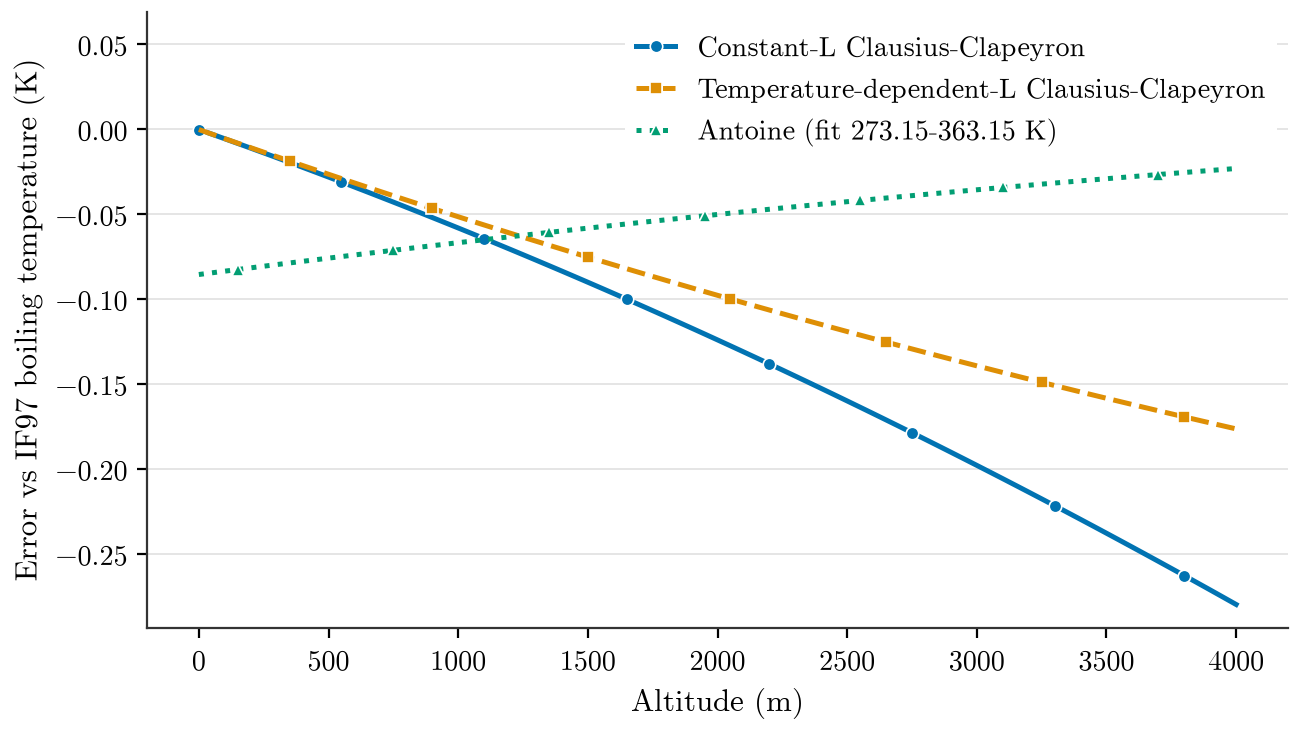 Constant-L Clausius-Clapeyron
Temperature-dependent-L Clausius-Clapeyron
Antoine (fit 273.15-363.15 K)
Error vs IF97 boiling temperature (K)
0.05
0.00
−0.05
−0.10
−0.15
−0.20
−0.25
0 500 1000 1500 2000 2500 3000 3500 4000
Altitude (m)